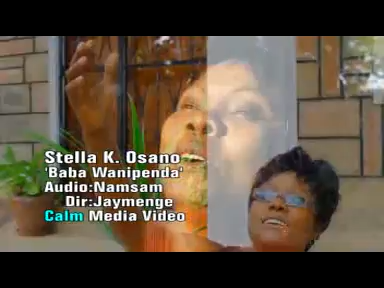 Stella K. Osano
'Baba Wanipenda'
Audio:Namsam
Dir:Jaymenge
Calm Media Video